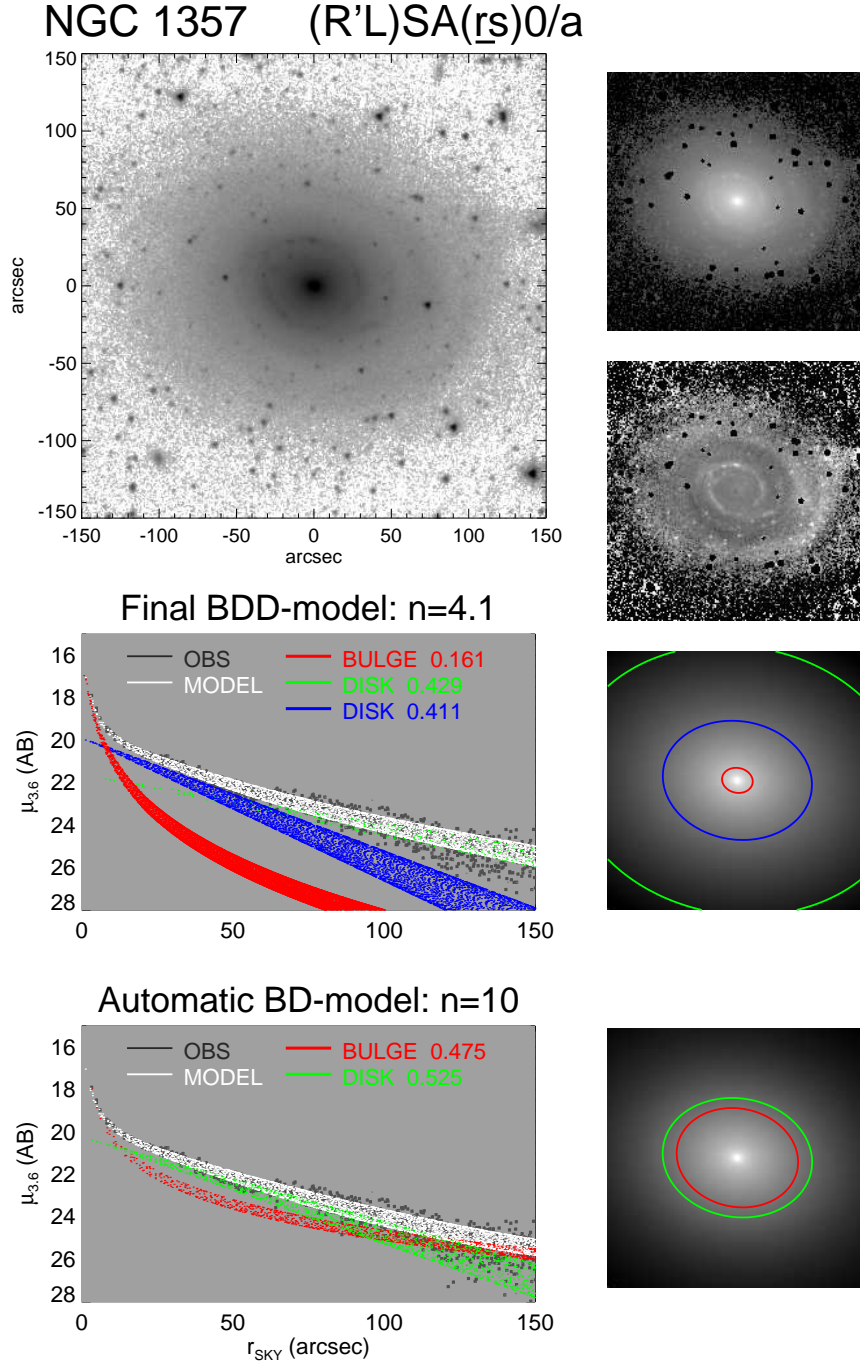 NGC 1357 (R'L)SA(rs)0/a
150
100
50
0
-50
-100
-150
arcsec
-150 -100 -50 0 50 100 150
arcsec
Final BDD-model: n=4.1
OBS BULGE 0.161
MODEL DISK 0.429
DISK 0.411
16
18
20
22
24
26
28
μ3.6 (AB)
0 50 100 150
Automatic BD-model: n=10
OBS BULGE 0.475
MODEL DISK 0.525
16
18
20
22
24
26
28
μ3.6 (AB)
0 50 100 150
rSKY (arcsec)